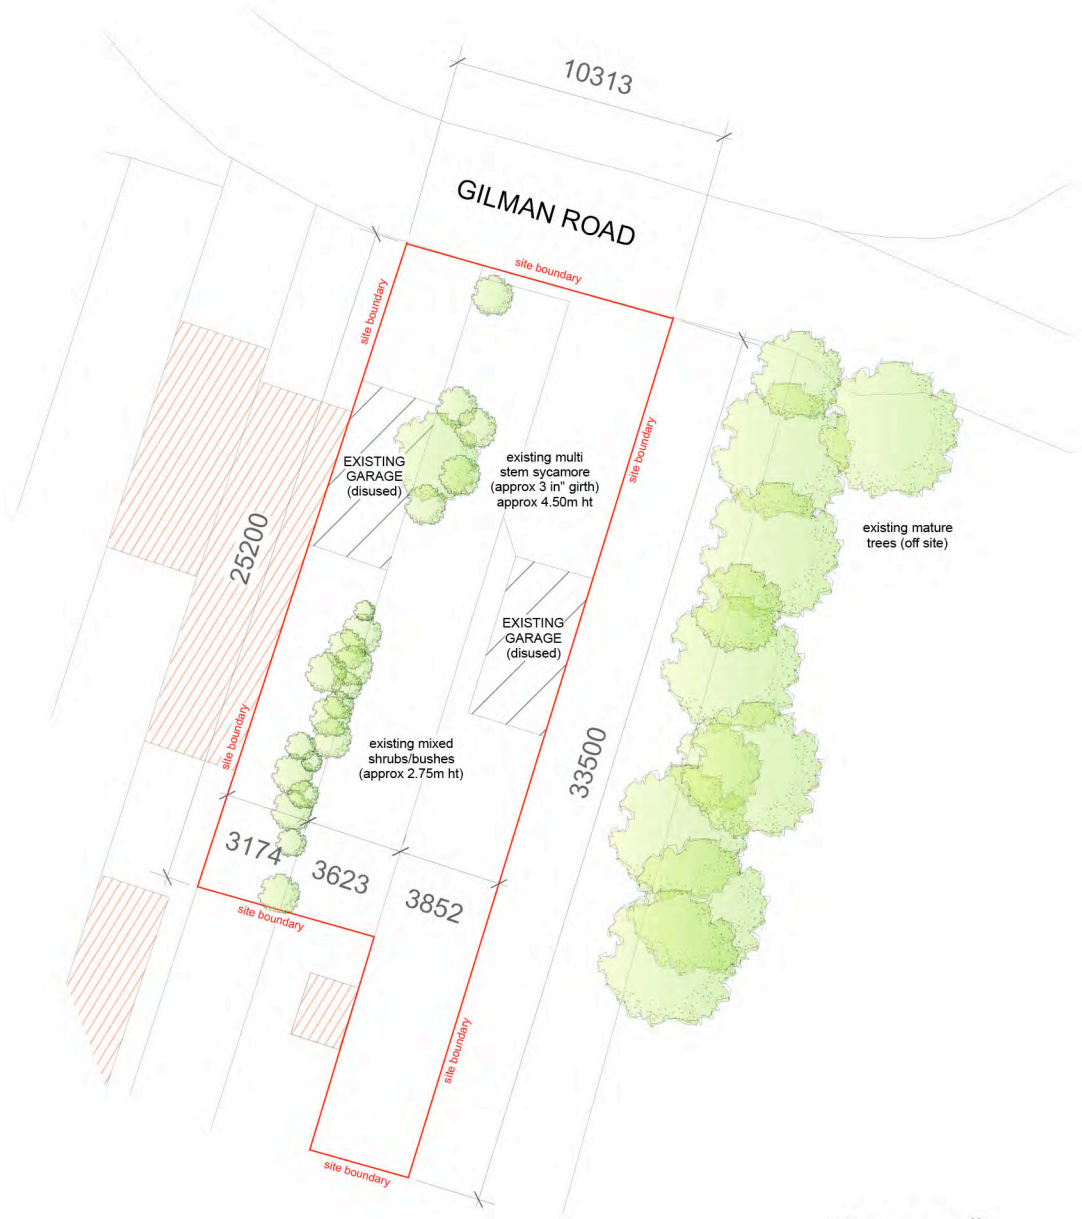 10313
GILMAN ROAD
site boundary
site boundary
site boundary
EXISTING
GARAGE
(disused)
existing multi
stem sycamore
(approx 3 in" girth)
approx 4.50m ht
existing mature
trees (off site)
25200
EXISTING
GARAGE
(disused)
site boundary
existing mixed
shrubs/bushes
(approx 2.75m ht)
33500
3174
3623
3852
site boundary
site boundary
site boundary